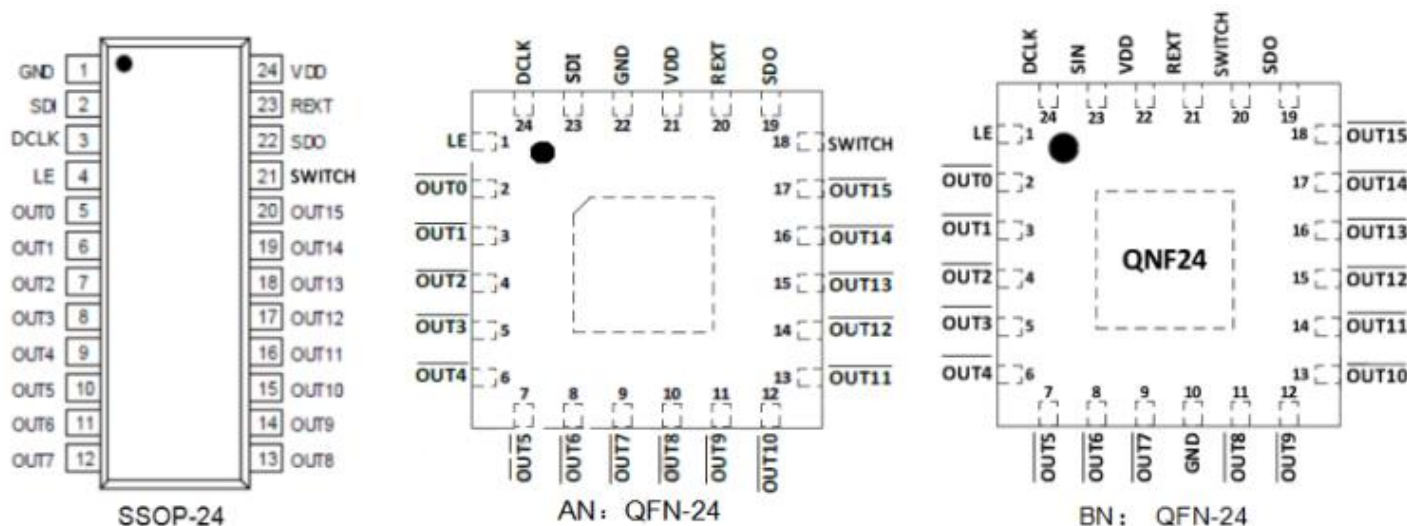 GND 1 24 VDD
SDI 2 23 REXT
DCLK 3 22 SDO
LE 4 21 SWITCH
OUT0 5 20 OUT15
OUT1 6 19 OUT14
OUT2 7 18 OUT13
OUT3 8 17 OUT12
OUT4 9 16 OUT11
OUT5 10 15 OUT10
OUT6 11 14 OUT9
OUT7 12 13 OUT8
SSOP-24
DCLK SDI GND VDD REXT SDO
24 23 22 21 20 19
LE 1 18 SWITCH
OUT0 2 17 OUT15
OUT1 3 16 OUT14
OUT2 4 15 OUT13
OUT3 5 14 OUT12
OUT4 6 13 OUT11
7 8 9 10 11 12
OUT5 OUT6 OUT7 OUT8 OUT9 OUT10
AN: QFN-24
DCLK SIN VDD REXT SWITCH SDO
24 23 22 21 20 19
LE 1 18 OUT15
OUT0 2 17 OUT14
OUT1 3 16 OUT13
OUT2 4 15 OUT12
QNF24
OUT3 5 14 OUT11
OUT4 6 13 OUT10
7 8 9 10 11 12
OUT5 OUT6 OUT7 GND OUT8 OUT9
BN: QFN-24